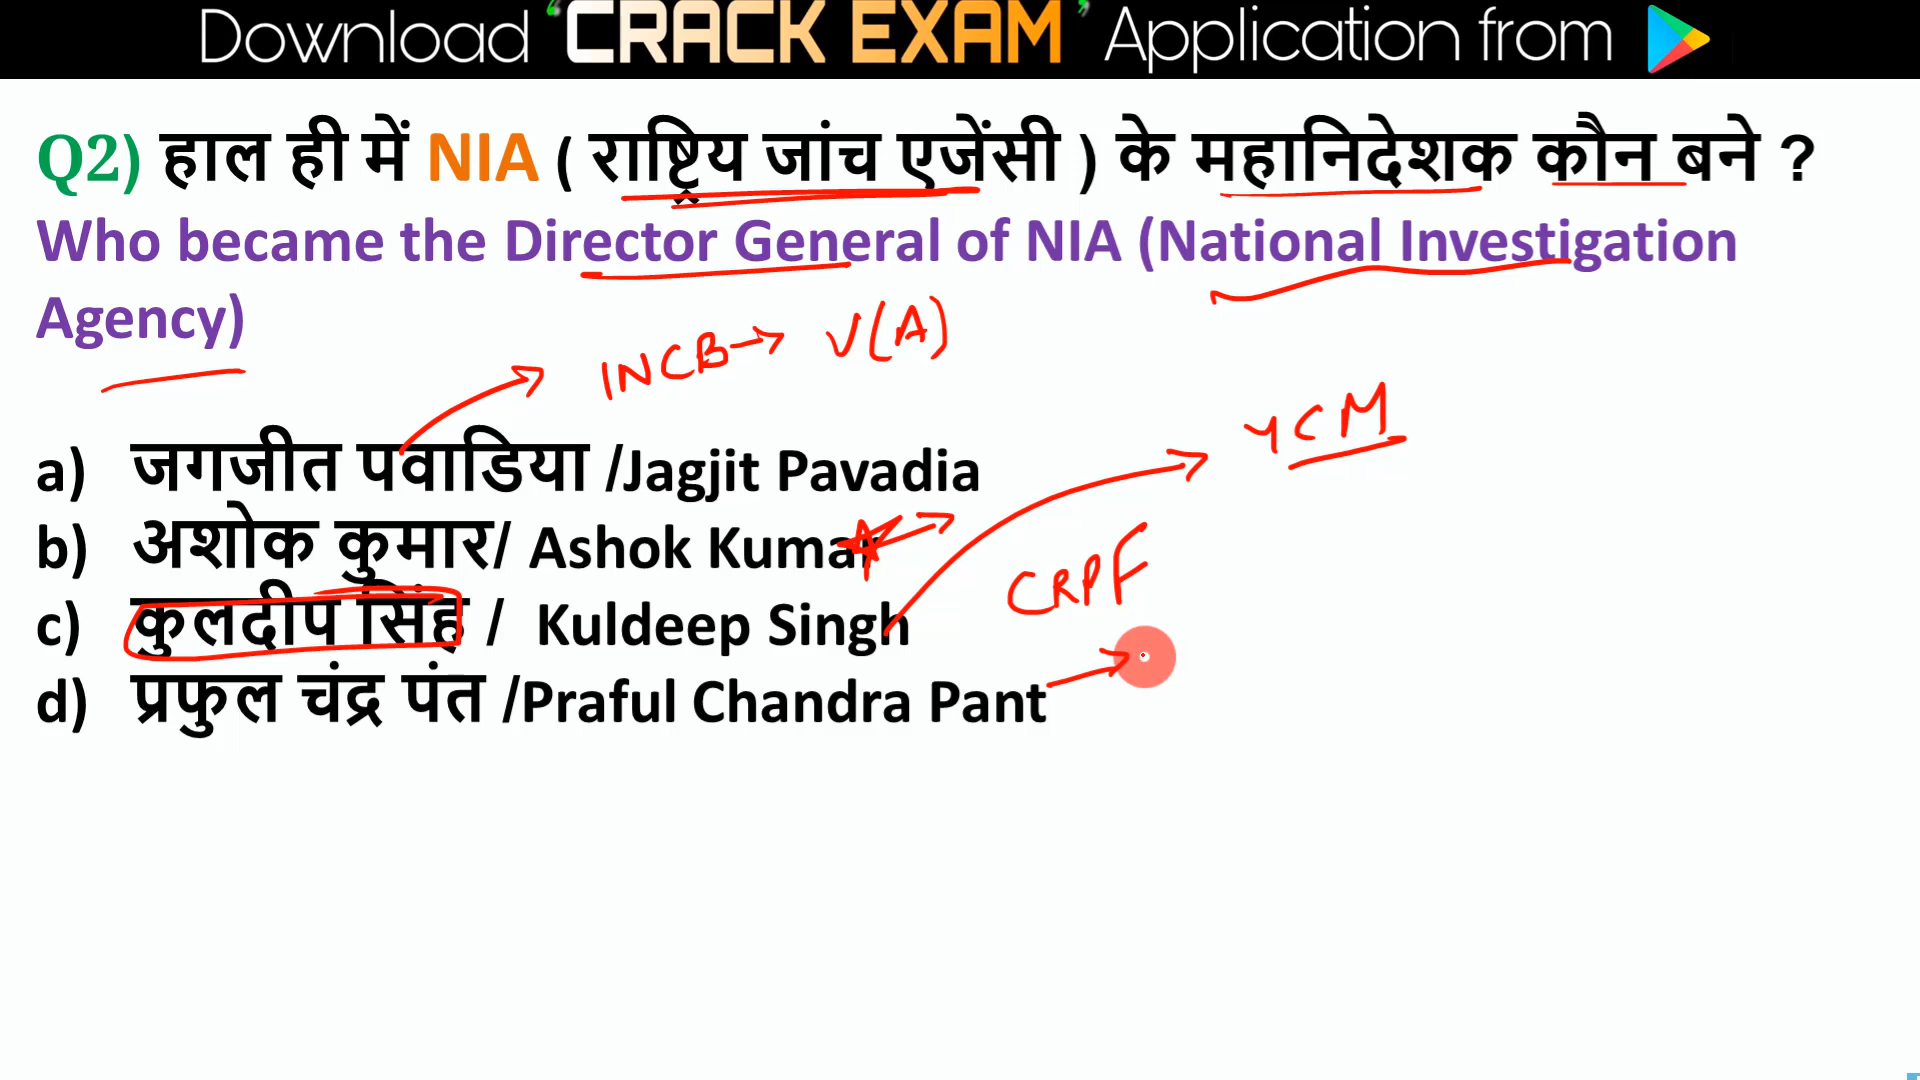 Download 'CRACK EXAM' Application from
Q2) हाल ही में NIA ( राष्ट्रिय जांच एजेंसी ) के महानिदेशक कौन बने ?
Who became the Director General of NIA (National Investigation
Agency)
INCB → V(A)
YCM
a) जगजीत पवाडिया /Jagjit Pavadia
b) अशोक कुमार/ Ashok Kumar
CRPF
c) कुलदीप सिंह / Kuldeep Singh
d) प्रफुल चंद्र पंत /Praful Chandra Pant